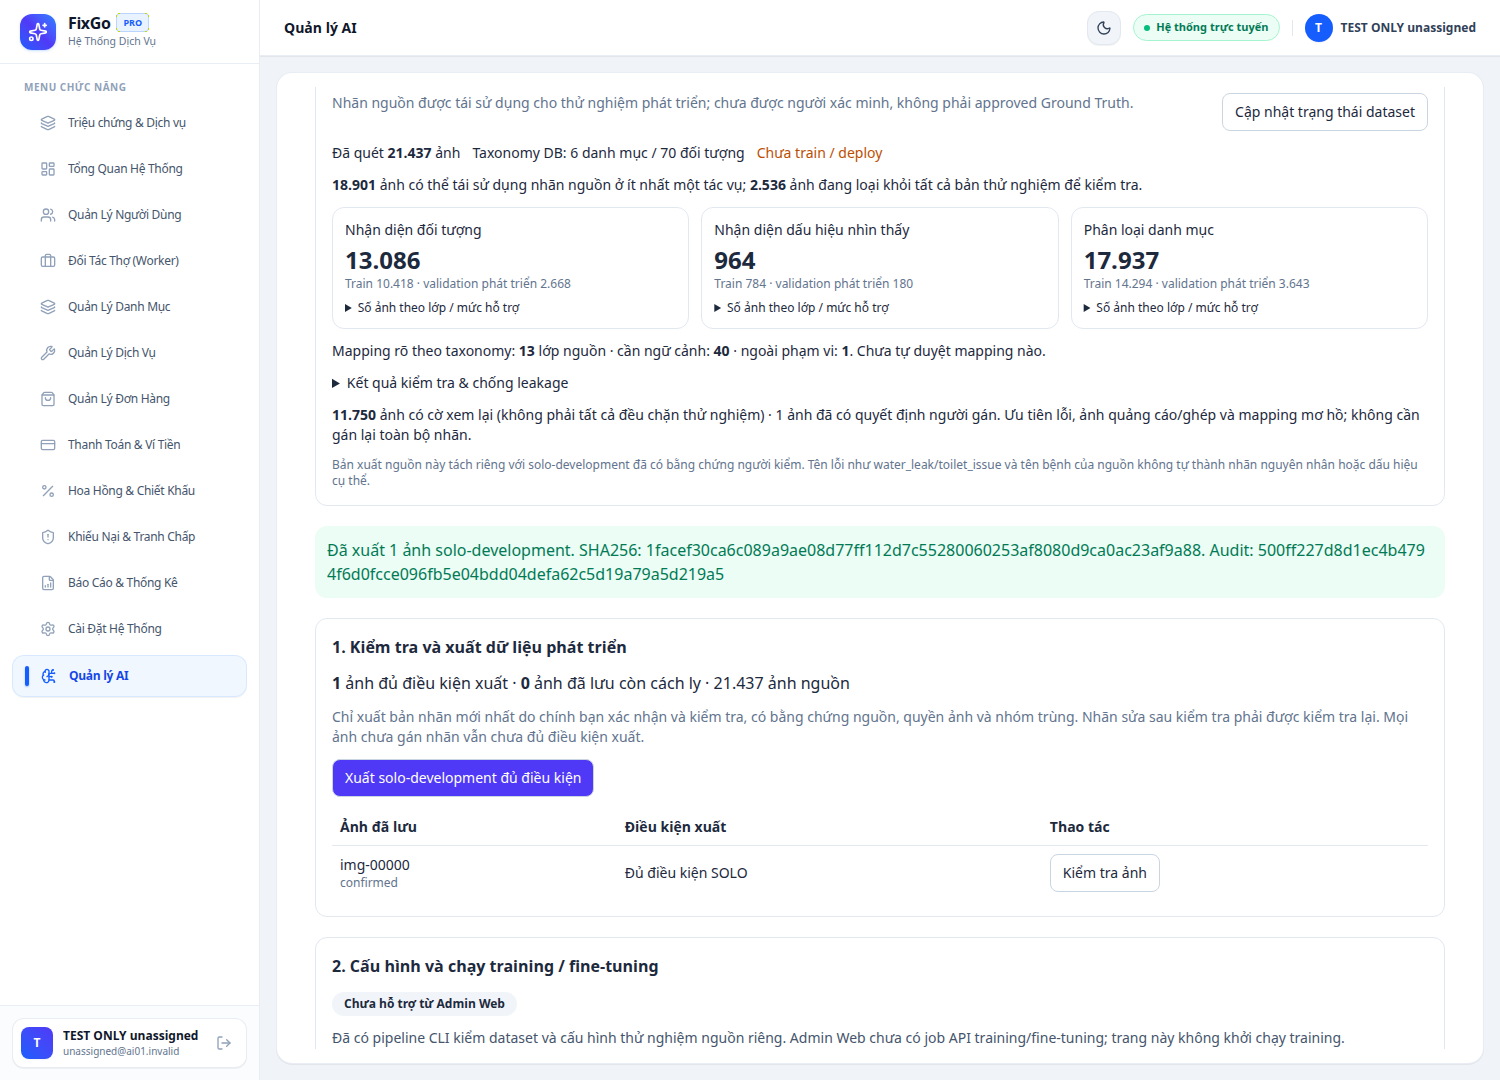 FixGo PRO
Hệ Thống Dịch Vụ
MENU CHỨC NĂNG
Triệu chứng & Dịch vụ
Tổng Quan Hệ Thống
Quản Lý Người Dùng
Đối Tác Thợ (Worker)
Quản Lý Danh Mục
Quản Lý Dịch Vụ
Quản Lý Đơn Hàng
Thanh Toán & Ví Tiền
Hoa Hồng & Chiết Khấu
Khiếu Nại & Tranh Chấp
Báo Cáo & Thống Kê
Cài Đặt Hệ Thống
Quản lý AI
T
TEST ONLY unassigned
unassigned@ai01.invalid
Quản lý AI
Hệ thống trực tuyến
T
TEST ONLY unassigned
Nhãn nguồn được tái sử dụng cho thử nghiệm phát triển; chưa được người xác minh, không phải approved Ground Truth.
Cập nhật trạng thái dataset
Đã quét 21.437 ảnh Taxonomy DB: 6 danh mục / 70 đối tượng Chưa train / deploy
18.901 ảnh có thể tái sử dụng nhãn nguồn ở ít nhất một tác vụ; 2.536 ảnh đang loại khỏi tất cả bản thử nghiệm để kiểm tra.
Nhận diện đối tượng
13.086
Train 10.418 · validation phát triển 2.668
Số ảnh theo lớp / mức hỗ trợ
Nhận diện dấu hiệu nhìn thấy
964
Train 784 · validation phát triển 180
Số ảnh theo lớp / mức hỗ trợ
Phân loại danh mục
17.937
Train 14.294 · validation phát triển 3.643
Số ảnh theo lớp / mức hỗ trợ
Mapping rõ theo taxonomy: 13 lớp nguồn · cần ngữ cảnh: 40 · ngoài phạm vi: 1. Chưa tự duyệt mapping nào.
Kết quả kiểm tra & chống leakage
11.750 ảnh có cờ xem lại (không phải tất cả đều chặn thử nghiệm) · 1 ảnh đã có quyết định người gán. Ưu tiên lỗi, ảnh quảng cáo/ghép và mapping mơ hồ; không cần
gán lại toàn bộ nhãn.
Bản xuất nguồn này tách riêng với solo-development đã có bằng chứng người kiểm. Tên lỗi như water_leak/toilet_issue và tên bệnh của nguồn không tự thành nhãn nguyên nhân hoặc dấu hiệu
cụ thể.
Đã xuất 1 ảnh solo-development. SHA256: 1facef30ca6c089a9ae08d77ff112d7c55280060253af8080d9ca0ac23af9a88. Audit: 500ff227d8d1ec4b479
4f6d0fcce096fb5e04bdd04defa62c5d19a79a5d219a5
1. Kiểm tra và xuất dữ liệu phát triển
1 ảnh đủ điều kiện xuất · 0 ảnh đã lưu còn cách ly · 21.437 ảnh nguồn
Chỉ xuất bản nhãn mới nhất do chính bạn xác nhận và kiểm tra, có bằng chứng nguồn, quyền ảnh và nhóm trùng. Nhãn sửa sau kiểm tra phải được kiểm tra lại. Mọi
ảnh chưa gán nhãn vẫn chưa đủ điều kiện xuất.
Xuất solo-development đủ điều kiện
Ảnh đã lưu Điều kiện xuất Thao tác
img-00000
confirmed
Đủ điều kiện SOLO
Kiểm tra ảnh
2. Cấu hình và chạy training / fine-tuning
Chưa hỗ trợ từ Admin Web
Đã có pipeline CLI kiểm dataset và cấu hình thử nghiệm nguồn riêng. Admin Web chưa có job API training/fine-tuning; trang này không khởi chạy training.